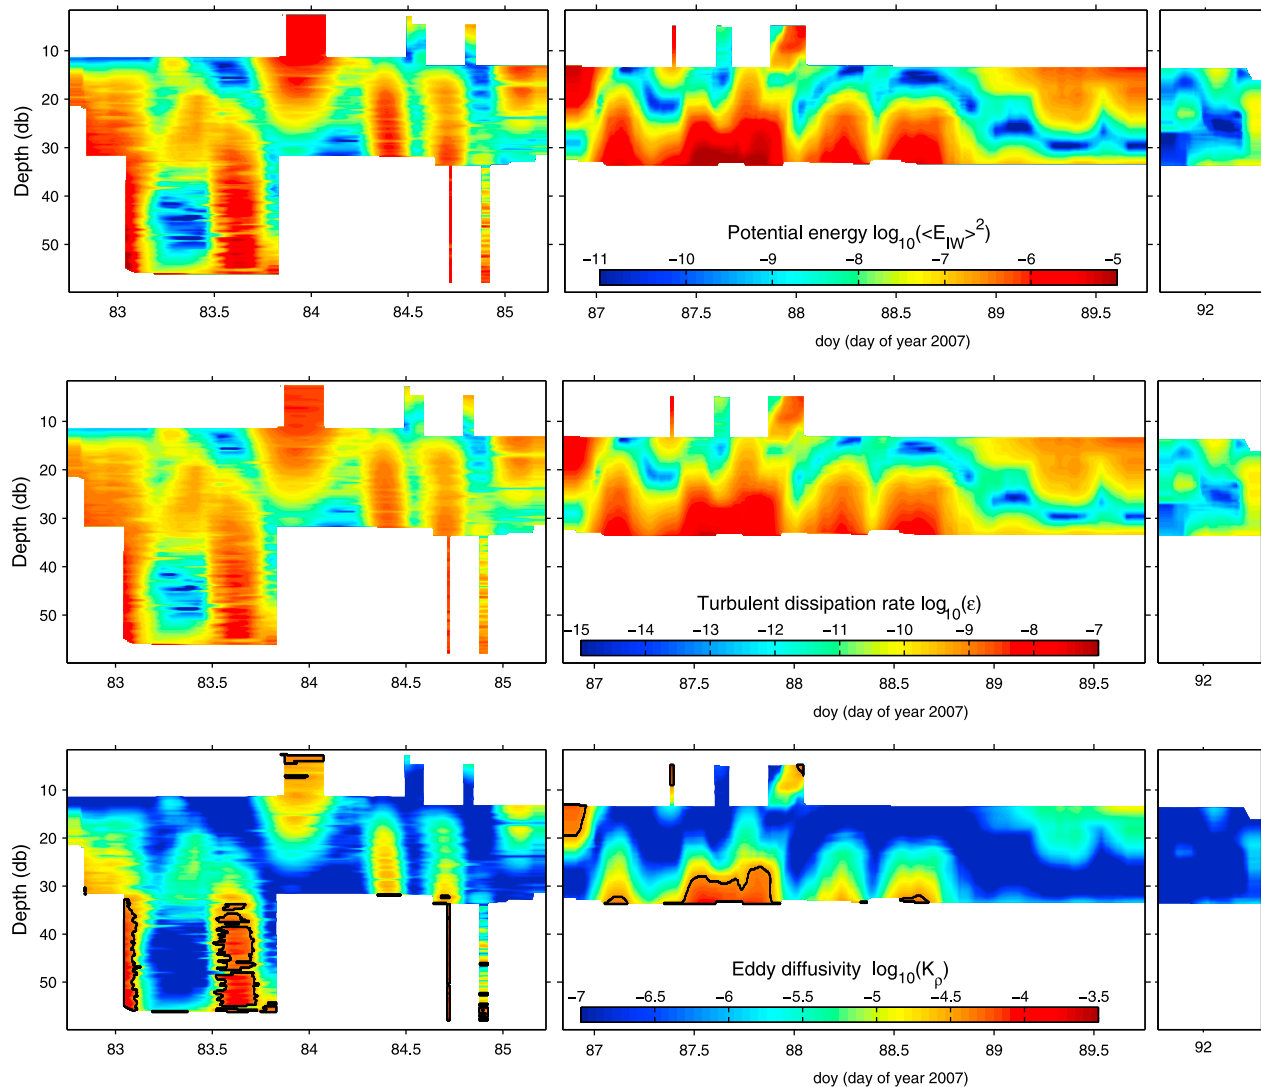 Depth (db)
10
20
30
40
50
Potential energy log10(<E_IW>^2)
−11 −10 −9 −8 −7 −6 −5
83 83.5 84 84.5 85 87 87.5 88 88.5 89 89.5 92
doy (day of year 2007)
Depth (db)
10
20
30
40
50
Turbulent dissipation rate log10(ε)
−15 −14 −13 −12 −11 −10 −9 −8 −7
83 83.5 84 84.5 85 87 87.5 88 88.5 89 89.5 92
doy (day of year 2007)
Depth (db)
10
20
30
40
50
Eddy diffusivity log10(Kρ)
−7 −6.5 −6 −5.5 −5 −4.5 −4 −3.5
83 83.5 84 84.5 85 87 87.5 88 88.5 89 89.5 92
doy (day of year 2007)